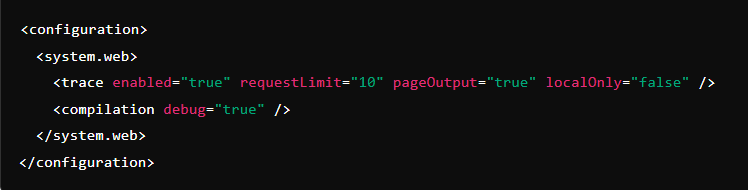 <configuration>
<system.web>
<trace enabled="true" requestLimit="10" pageOutput="true" localOnly="false" />
<compilation debug="true" />
</system.web>
</configuration>